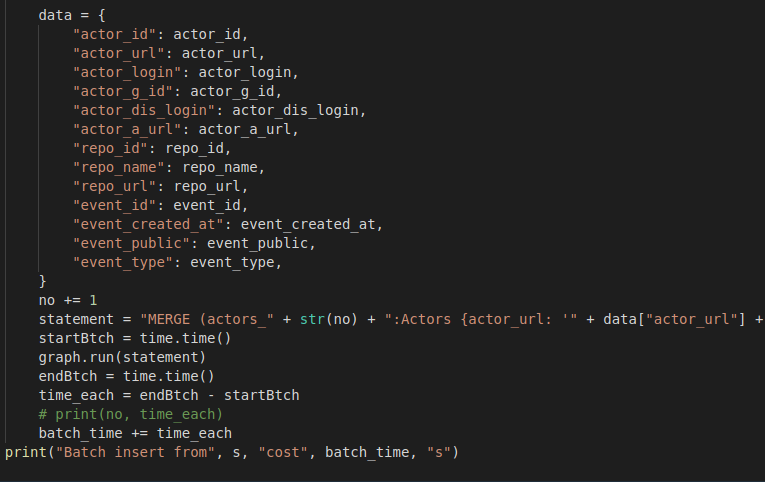 data = {
"actor_id": actor_id,
"actor_url": actor_url,
"actor_login": actor_login,
"actor_g_id": actor_g_id,
"actor_dis_login": actor_dis_login,
"actor_a_url": actor_a_url,
"repo_id": repo_id,
"repo_name": repo_name,
"repo_url": repo_url,
"event_id": event_id,
"event_created_at": event_created_at,
"event_public": event_public,
"event_type": event_type,
}
no += 1
statement = "MERGE (actors_" + str(no) + ":Actors {actor_url: '" + data["actor_url"] +
startBtch = time.time()
graph.run(statement)
endBtch = time.time()
time_each = endBtch - startBtch
# print(no, time_each)
batch_time += time_each
print("Batch insert from", s, "cost", batch_time, "s")